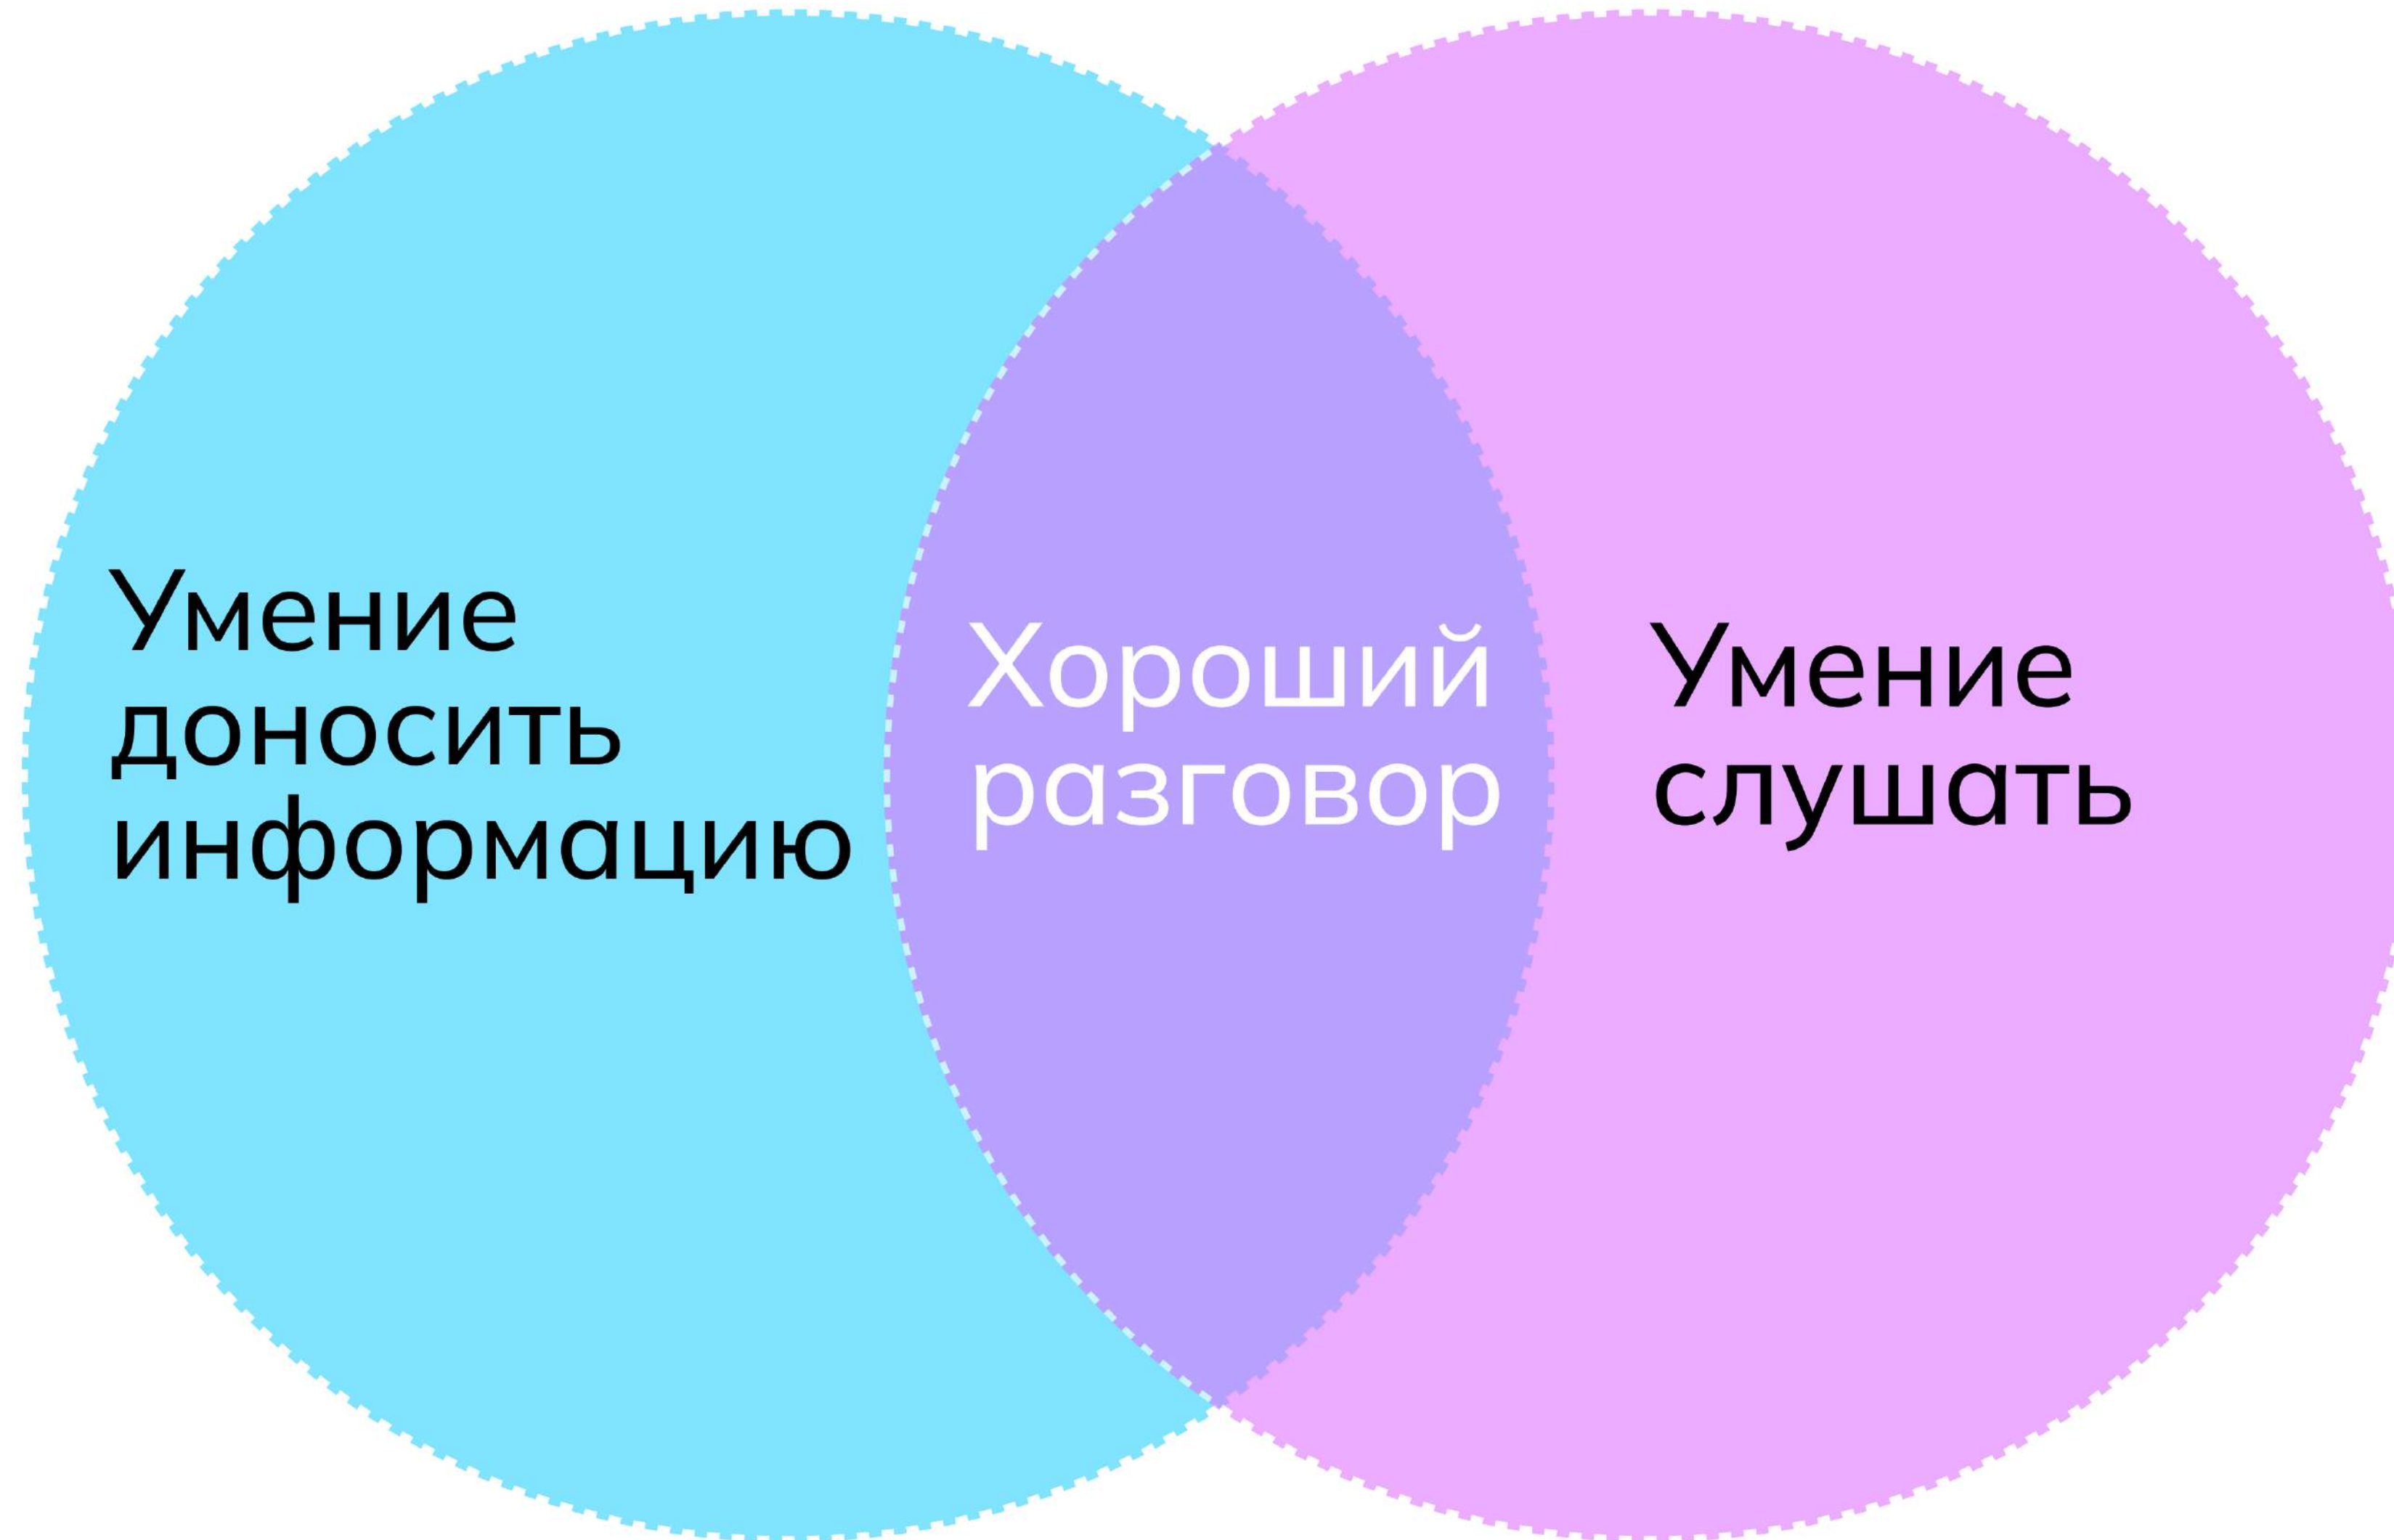 Умение
доносить
информацию
Хороший
разговор
Умение
слушать